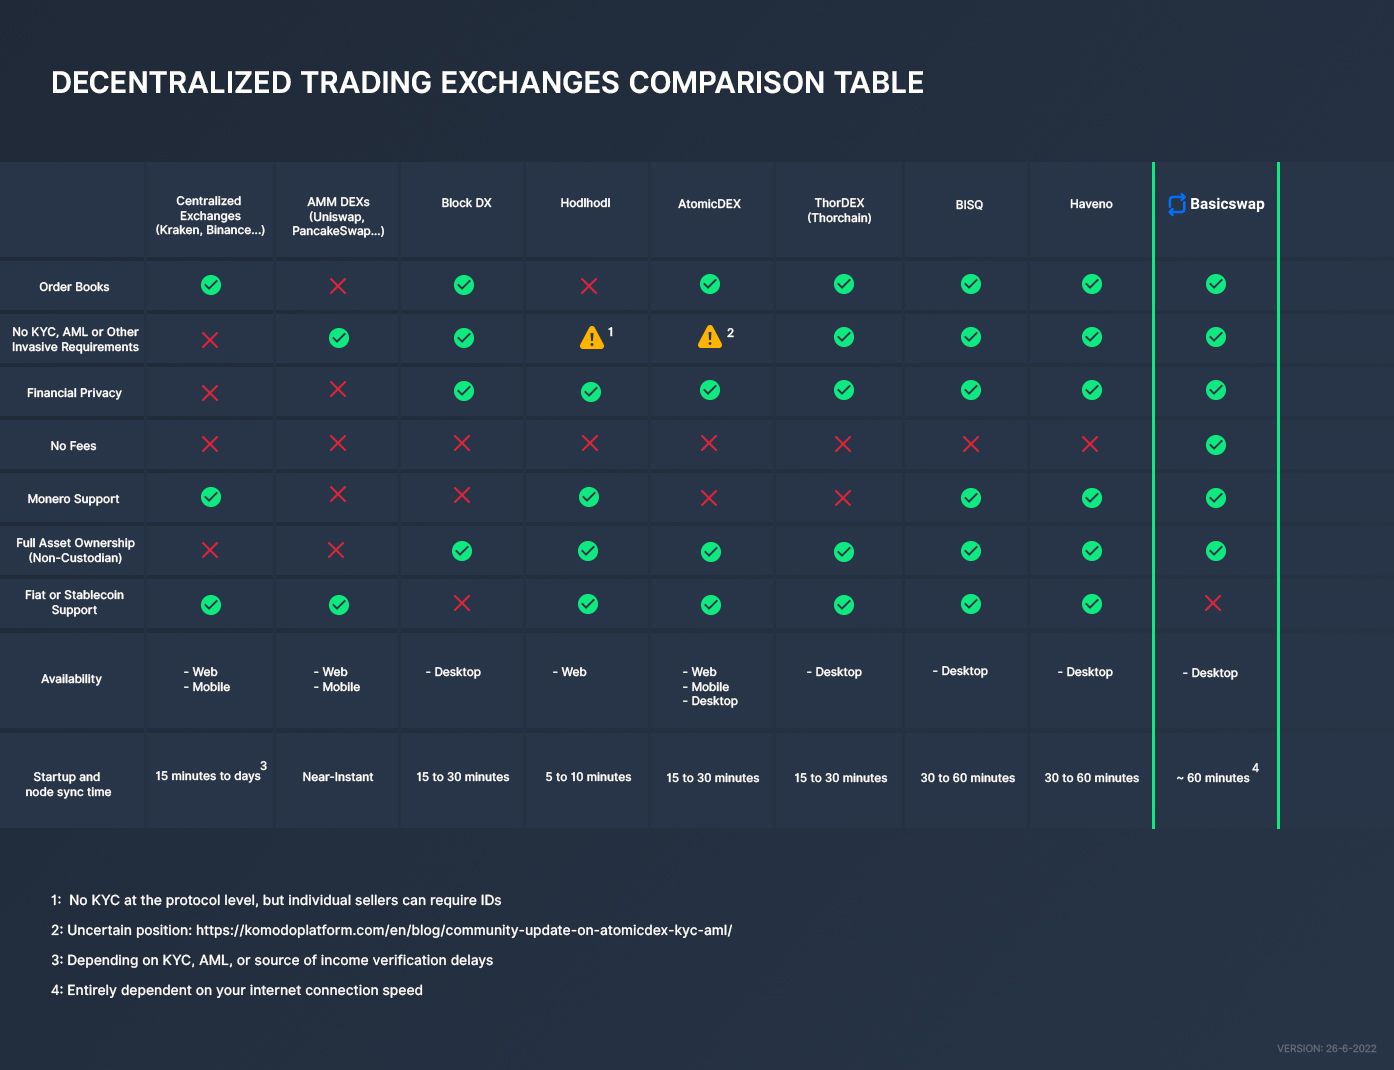 DECENTRALIZED TRADING EXCHANGES COMPARISON TABLE
Centralized
Exchanges
(Kraken, Binance...)
AMM DEXs
(Uniswap,
PancakeSwap...)
Block DX
Hodlhodl
AtomicDEX
ThorDEX
(Thorchain)
BISQ
Haveno
Basicswap
Order Books
No KYC, AML or Other
Invasive Requirements
1
2
Financial Privacy
No Fees
Monero Support
Full Asset Ownership
(Non-Custodian)
Fiat or Stablecoin
Support
Availability
- Web
- Mobile
- Web
- Mobile
- Desktop
- Web
- Web
- Mobile
- Desktop
- Desktop
- Desktop
- Desktop
- Desktop
Startup and
node sync time
15 minutes to days 3
Near-Instant
15 to 30 minutes
5 to 10 minutes
15 to 30 minutes
15 to 30 minutes
30 to 60 minutes
30 to 60 minutes
~ 60 minutes 4
1: No KYC at the protocol level, but individual sellers can require IDs
2: Uncertain position: https://komodoplatform.com/en/blog/community-update-on-atomicdex-kyc-aml/
3: Depending on KYC, AML, or source of income verification delays
4: Entirely dependent on your internet connection speed
VERSION: 26-6-2022